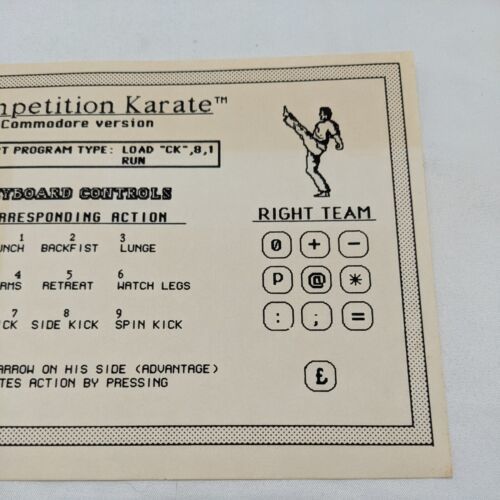 mpetition Karate™
Commodore version
T PROGRAM TYPE: LOAD "CK",8,1
RUN
YBOARD CONTROLS
RRESPONDING ACTION
RIGHT TEAM
1 2 3
NCH BACKFIST LUNGE
0 + -
4 5 6
RMS RETREAT WATCH LEGS
P @ *
7 8 9
CK SIDE KICK SPIN KICK
: ; =
ARROW ON HIS SIDE (ADVANTAGE)
TES ACTION BY PRESSING
£